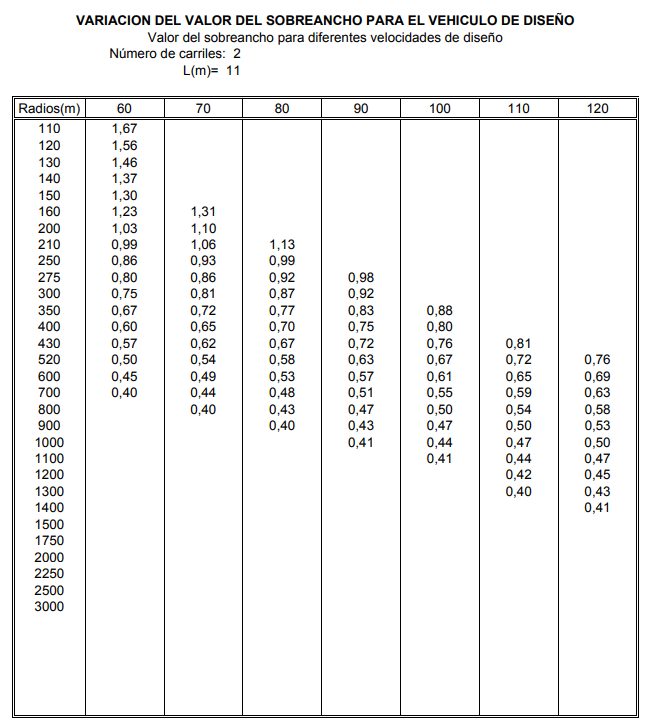 VARIACION DEL VALOR DEL SOBREANCHO PARA EL VEHICULO DE DISEÑO
Valor del sobreancho para diferentes velocidades de diseño
Número de carriles: 2
L(m)= 11
Radios(m) 60 70 80 90 100 110 120
110 1,67
120 1,56
130 1,46
140 1,37
150 1,30
160 1,23 1,31
200 1,03 1,10
210 0,99 1,06 1,13
250 0,86 0,93 0,99
275 0,80 0,86 0,92 0,98
300 0,75 0,81 0,87 0,92
350 0,67 0,72 0,77 0,83 0,88
400 0,60 0,65 0,70 0,75 0,80
430 0,57 0,62 0,67 0,72 0,76 0,81
520 0,50 0,54 0,58 0,63 0,67 0,72 0,76
600 0,45 0,49 0,53 0,57 0,61 0,65 0,69
700 0,40 0,44 0,48 0,51 0,55 0,59 0,63
800 0,40 0,43 0,47 0,50 0,54 0,58
900 0,40 0,43 0,47 0,50 0,53
1000 0,41 0,44 0,47 0,50
1100 0,41 0,44 0,47
1200 0,42 0,45
1300 0,40 0,43
1400 0,41
1500
1750
2000
2250
2500
3000